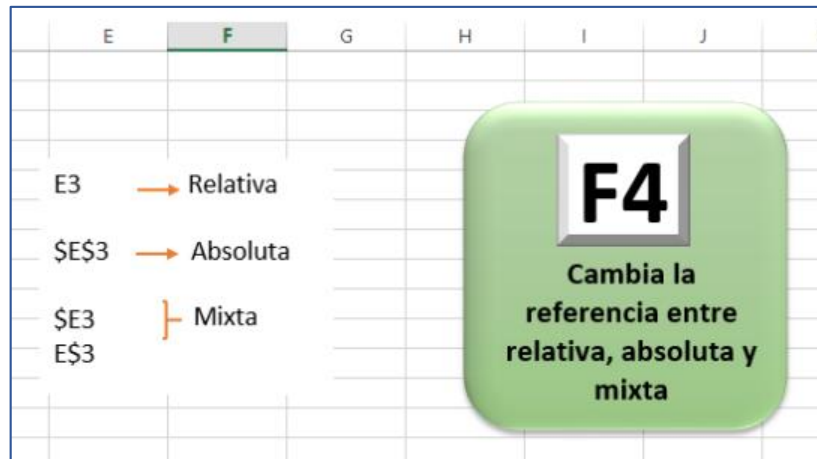 E F G H I J
E3 Relativa
$E$3 Absoluta
$E3 Mixta
E$3
F4
Cambia la
referencia entre
relativa, absoluta y
mixta